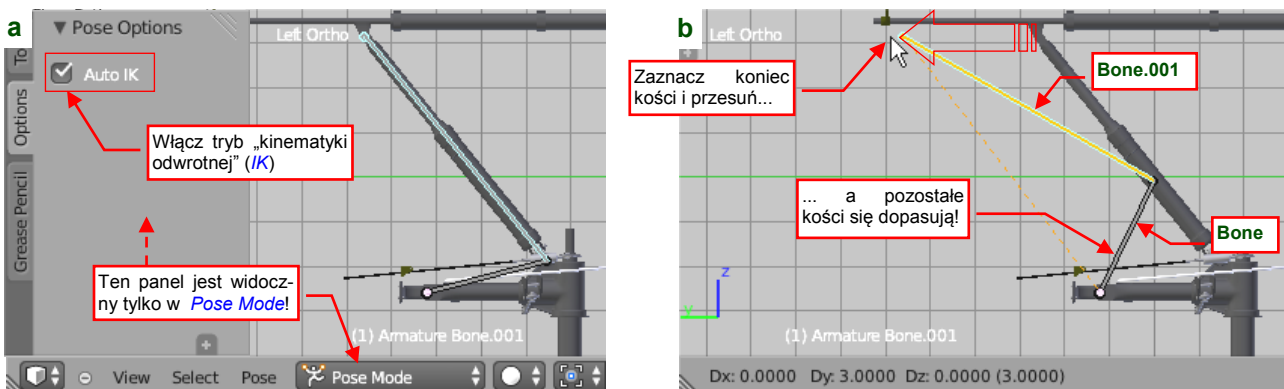 a
Pose Options
Left Ortho
To
Auto IK
Options
Włącz tryb „kinematyki
odwrotnej” (IK)
Grease Pencil
Ten panel jest widocz-
ny tylko w Pose Mode!
(1) Armature Bone.001
View Select Pose Pose Mode
b
Left Ortho
Zaznacz koniec
kości i przesuń...
Bone.001
... a pozostałe
kości się dopasują!
Bone
z
y
(1) Armature Bone.001
Dx: 0.0000 Dy: 3.0000 Dz: 0.0000 (3.0000)